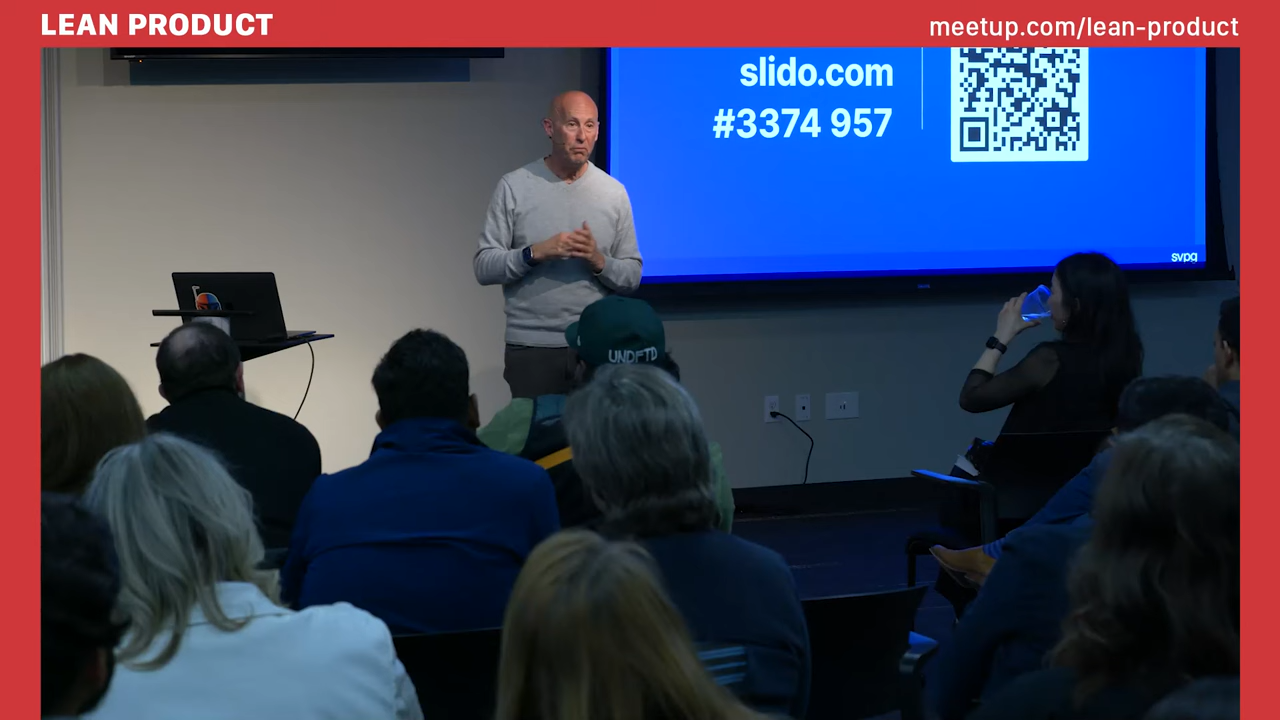 LEAN PRODUCT
meetup.com/lean-product
slido.com
#3374 957
svpg
UNDFTD